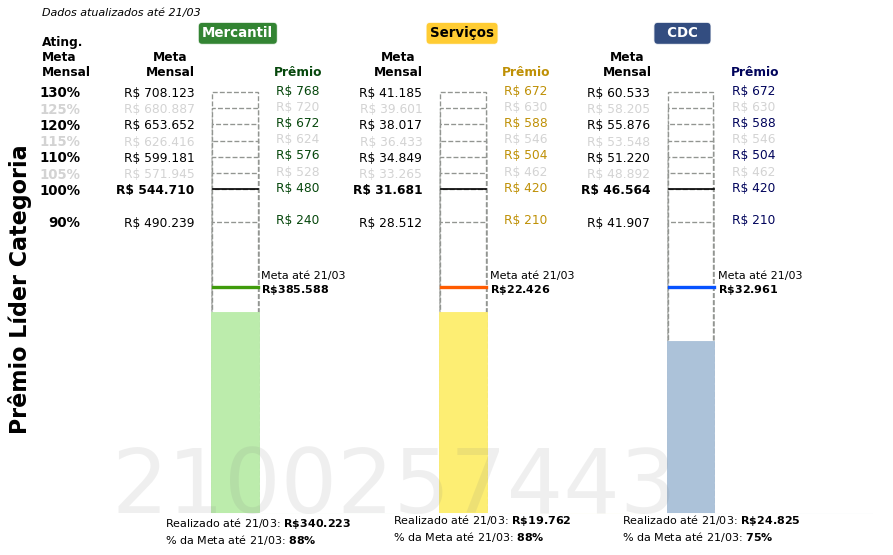 Dados atualizados até 21/03
Mercantil Serviços CDC
Ating.
Meta Meta Meta Meta
Mensal Mensal Prêmio Mensal Prêmio Mensal Prêmio
130% R$ 708.123 R$ 768 R$ 41.185 R$ 672 R$ 60.533 R$ 672
125% R$ 680.887 R$ 720 R$ 39.601 R$ 630 R$ 58.205 R$ 630
120% R$ 653.652 R$ 672 R$ 38.017 R$ 588 R$ 55.876 R$ 588
115% R$ 626.416 R$ 624 R$ 36.433 R$ 546 R$ 53.548 R$ 546
110% R$ 599.181 R$ 576 R$ 34.849 R$ 504 R$ 51.220 R$ 504
105% R$ 571.945 R$ 528 R$ 33.265 R$ 462 R$ 48.892 R$ 462
100% R$ 544.710 R$ 480 R$ 31.681 R$ 420 R$ 46.564 R$ 420
90% R$ 490.239 R$ 240 R$ 28.512 R$ 210 R$ 41.907 R$ 210
Meta até 21/03 Meta até 21/03 Meta até 21/03
R$385.588 R$22.426 R$32.961
Prêmio Líder Categoria
2100257443
Realizado até 21/03: R$340.223 Realizado até 21/03: R$19.762 Realizado até 21/03: R$24.825
% da Meta até 21/03: 88% % da Meta até 21/03: 88% % da Meta até 21/03: 75%